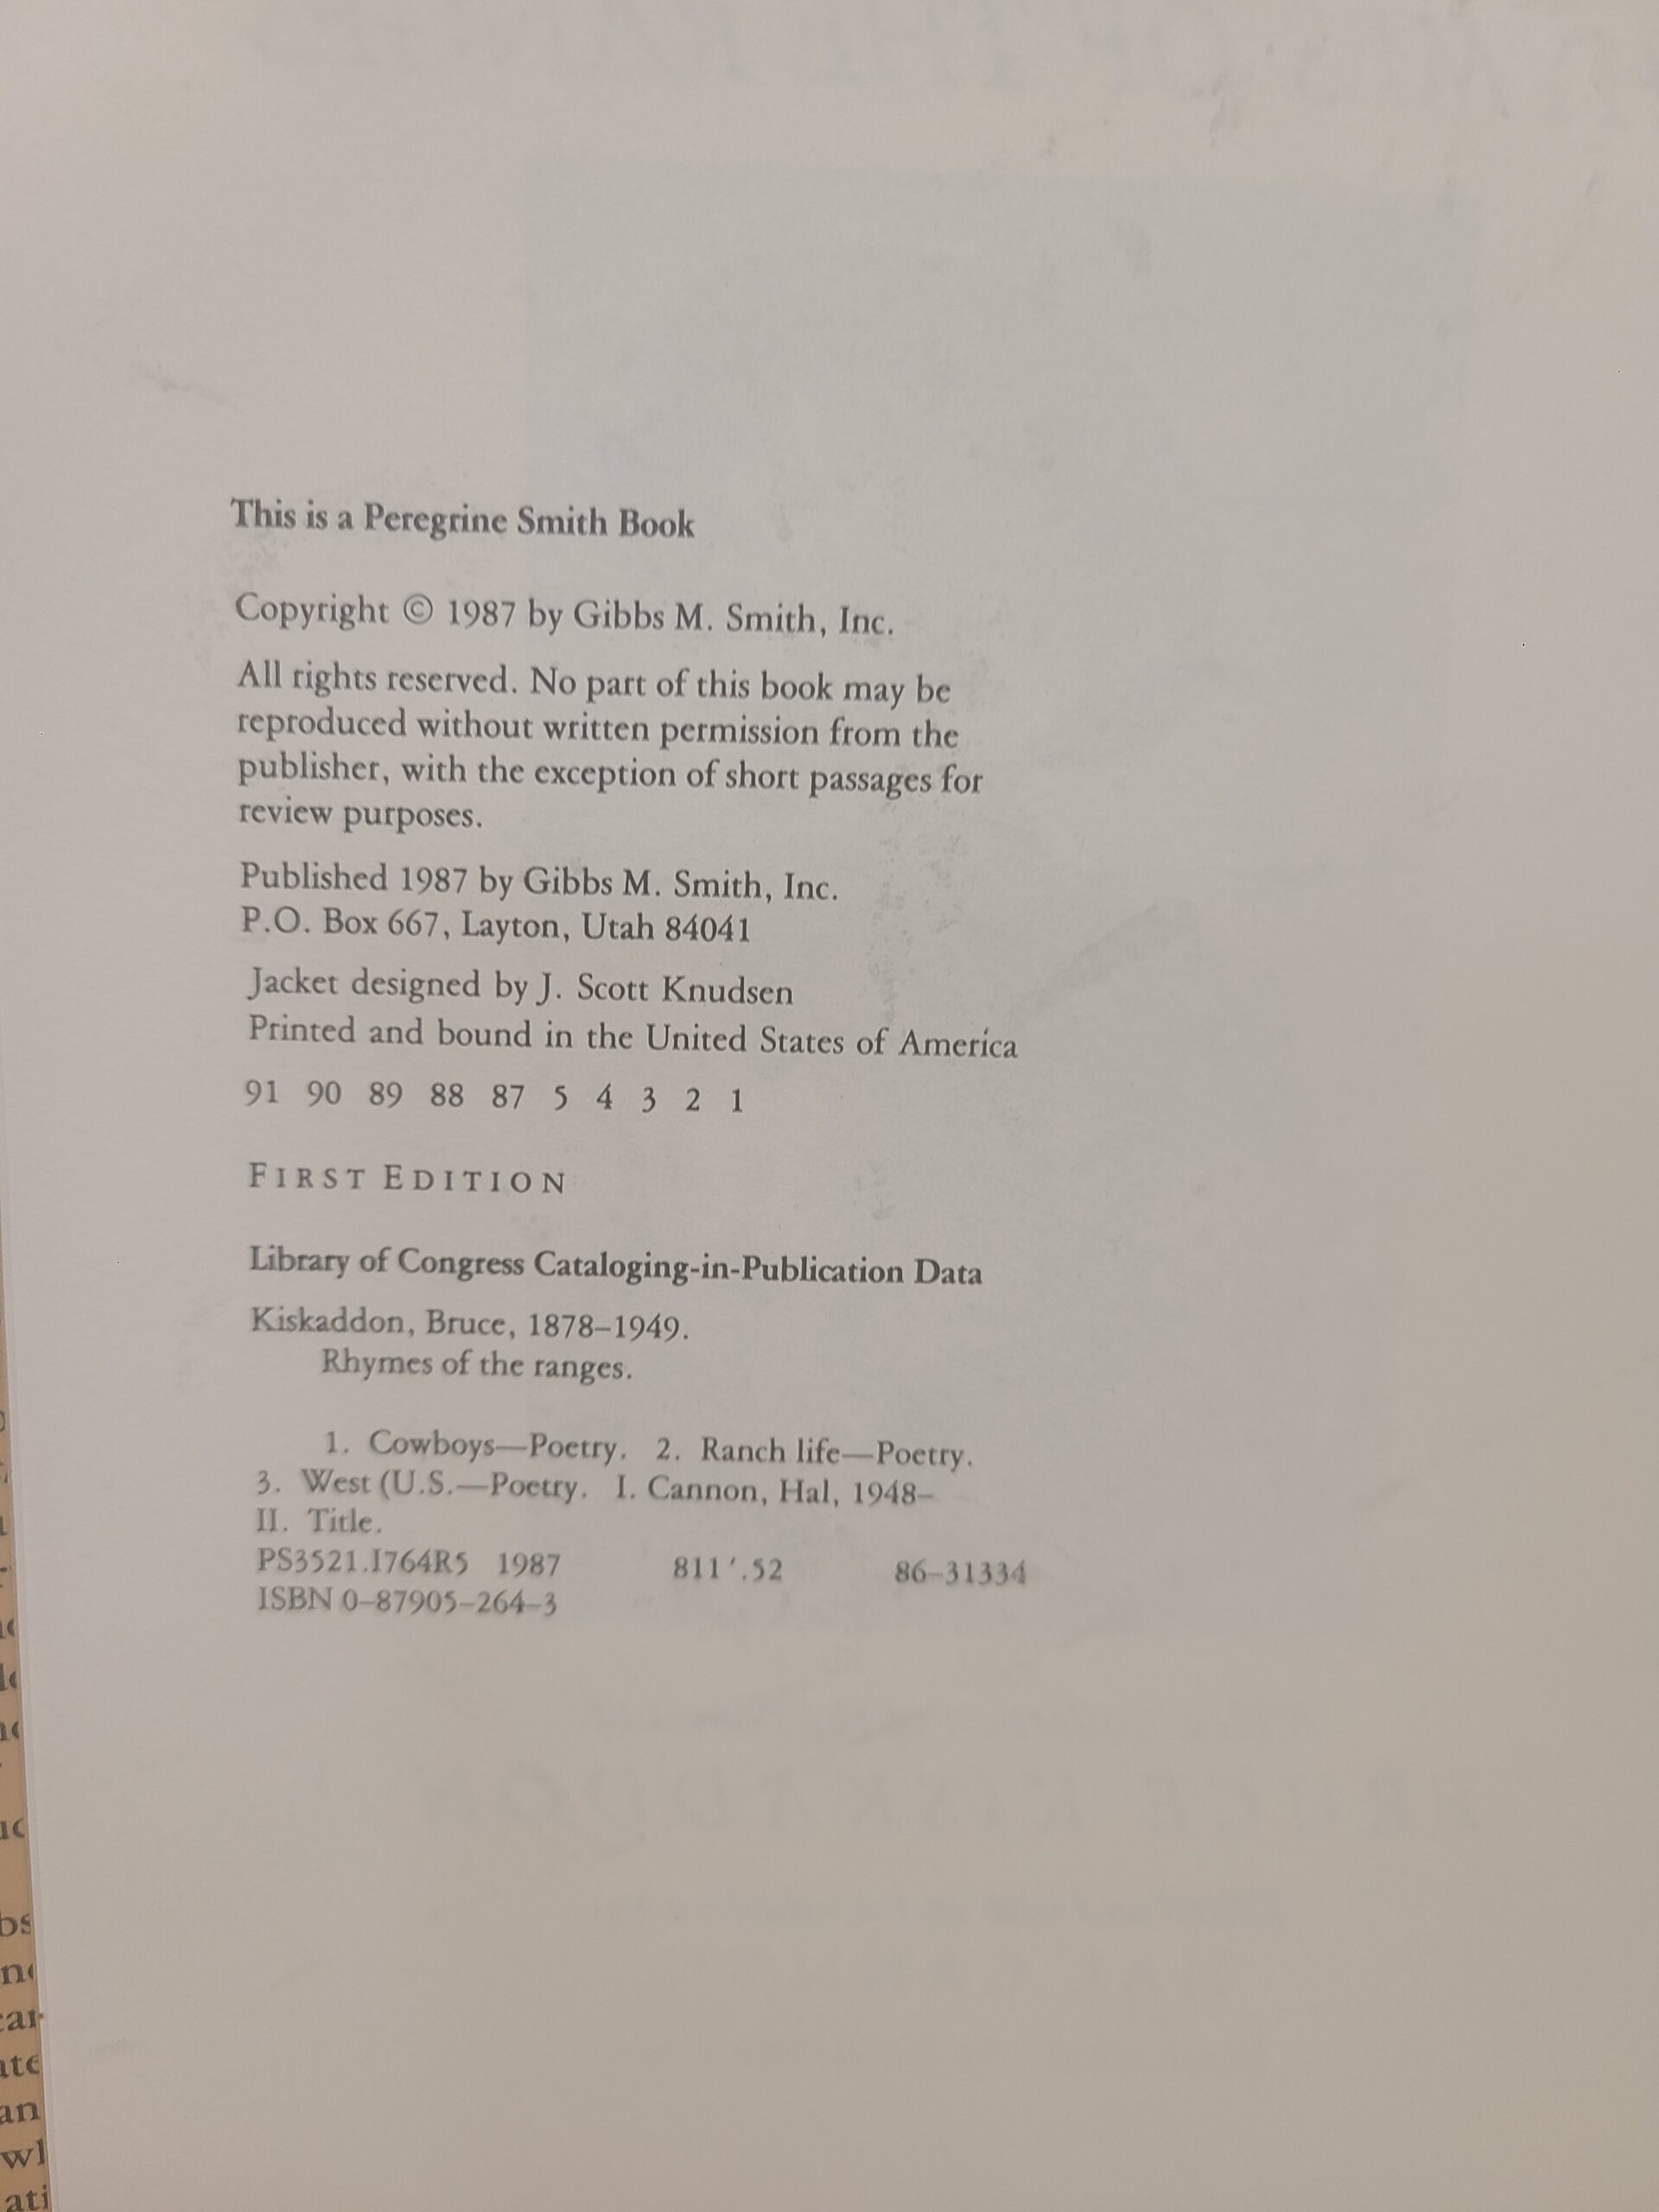 This is a Peregrine Smith Book
Copyright © 1987 by Gibbs M. Smith, Inc.
All rights reserved. No part of this book may be
reproduced without written permission from the
publisher, with the exception of short passages for
review purposes.
Published 1987 by Gibbs M. Smith, Inc.
P.O. Box 667, Layton, Utah 84041
Jacket designed by J. Scott Knudsen
Printed and bound in the United States of America
91 90 89 88 87 5 4 3 2 1
FIRST EDITION
Library of Congress Cataloging-in-Publication Data
Kiskaddon, Bruce, 1878–1949.
Rhymes of the ranges.
1. Cowboys—Poetry. 2. Ranch life—Poetry.
3. West (U.S.—Poetry. I. Cannon, Hal, 1948–
II. Title.
PS3521.I764R5 1987 811′.52 86–31334
ISBN 0–87905–264–3